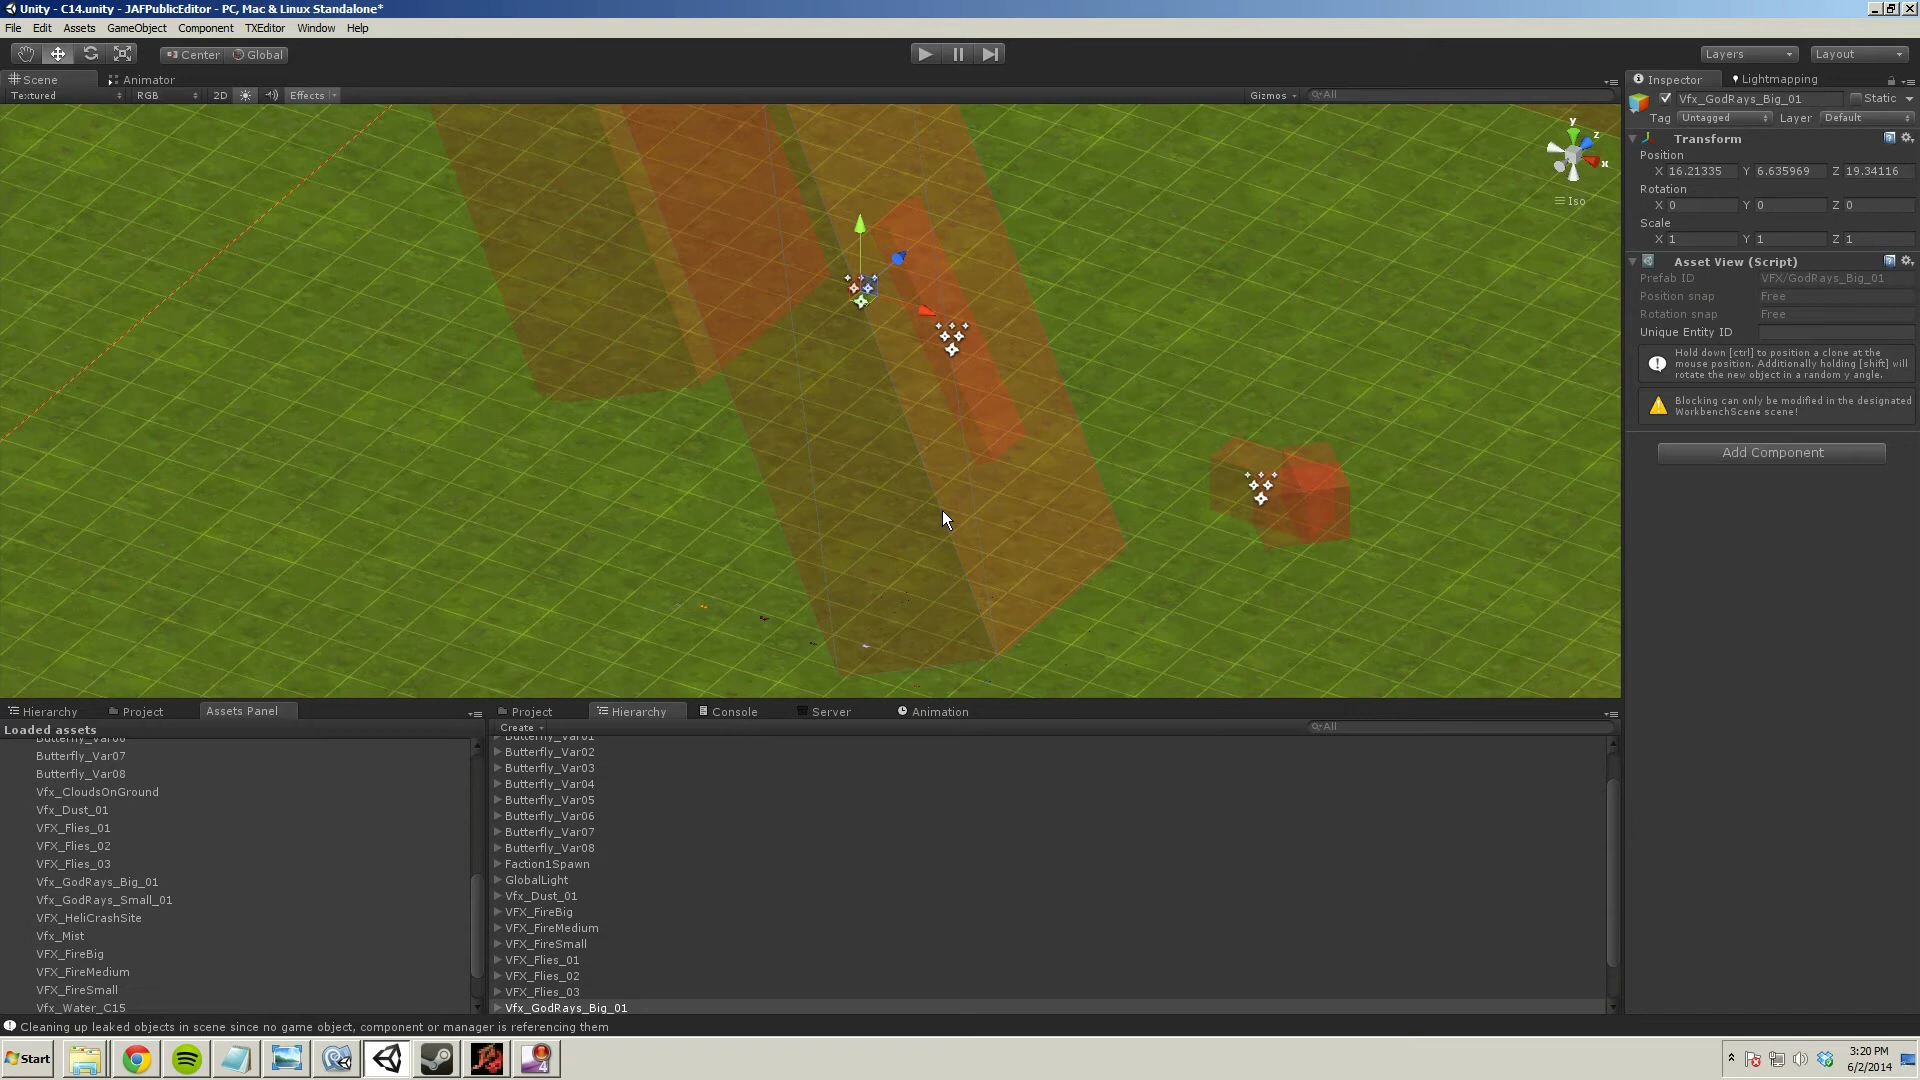 Unity - C14.unity - JAFPublicEditor - PC, Mac & Linux Standalone*
File Edit Assets GameObject Component TXEditor Window Help
Center Global Layers Layout
Scene Animator
Textured RGB 2D Effects Gizmos All
y
z
x
Iso
Inspector Lightmapping
Vfx_GodRays_Big_01 Static
Tag Untagged Layer Default
Transform
Position
X 16.21335 Y 6.635969 Z 19.34116
Rotation
X 0 Y 0 Z 0
Scale
X 1 Y 1 Z 1
Asset View (Script)
Prefab ID VFX/GodRays_Big_01
Position snap Free
Rotation snap Free
Unique Entity ID
Hold down [ctrl] to position a clone at the
mouse position. Additionally holding [shift] will
rotate the new object in a random y angle.
Blocking can only be modified in the designated
WorkbenchScene scene!
Add Component
Hierarchy Project Assets Panel
Loaded assets
Butterfly_Var06
Butterfly_Var07
Butterfly_Var08
Vfx_CloudsOnGround
Vfx_Dust_01
VFX_Flies_01
VFX_Flies_02
VFX_Flies_03
Vfx_GodRays_Big_01
Vfx_GodRays_Small_01
VFX_HeliCrashSite
Vfx_Mist
VFX_FireBig
VFX_FireMedium
VFX_FireSmall
Vfx_Water_C15
Project Hierarchy Console Server Animation
Create All
Butterfly_Var01
Butterfly_Var02
Butterfly_Var03
Butterfly_Var04
Butterfly_Var05
Butterfly_Var06
Butterfly_Var07
Butterfly_Var08
Faction1Spawn
GlobalLight
Vfx_Dust_01
VFX_FireBig
VFX_FireMedium
VFX_FireSmall
VFX_Flies_01
VFX_Flies_02
VFX_Flies_03
Vfx_GodRays_Big_01
Cleaning up leaked objects in scene since no game object, component or manager is referencing them
Start
4
3:20 PM
6/2/2014